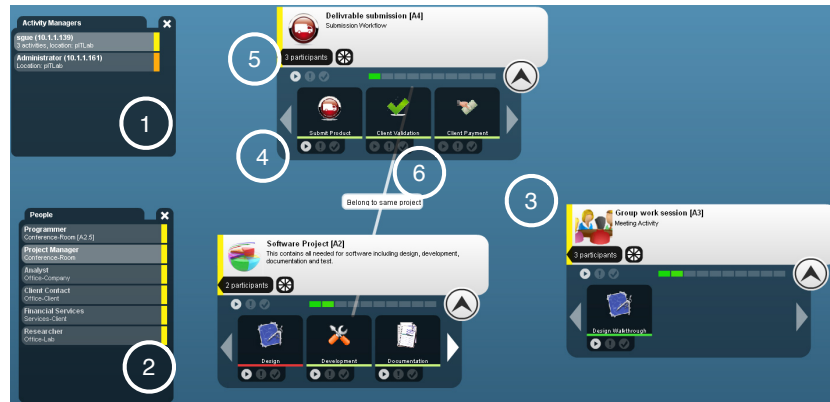 Activity Managers
sgue (10.1.1.139)
3 activities, location: pITLab
Administrator (10.1.1.161)
Location: pITLab
1
People
Programmer
Conference-Room [A2.5]
Project Manager
Conference-Room
Analyst
Office-Company
Client Contact
Office-Client
Financial Services
Services-Client
Researcher
Office-Lab
2
Delivrable submission [A4]
Submission Workflow
5
3 participants
Submit Product
Client Validation
Client Payment
4
6
Belong to same project
Software Project [A2]
This contains all needed for software including design, development,
documentation and test.
2 participants
Design
Development
Documentation
3
Group work session [A3]
Meeting Activity
3 participants
Design Walkthrough